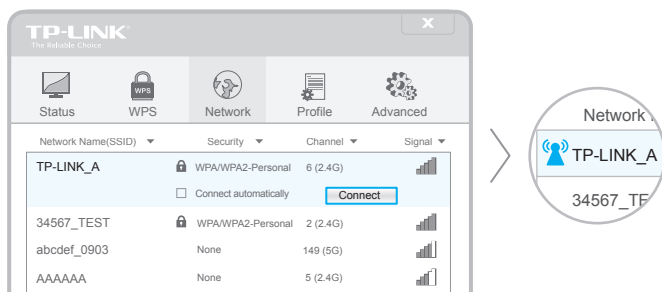 TP-LINK
The Reliable Choice
X
WPS
Status WPS Network Profile Advanced
Network Name(SSID) Security Channel Signal
TP-LINK_A WPA/WPA2-Personal 6 (2.4G)
Connect automatically Connect
34567_TEST WPA/WPA2-Personal 2 (2.4G)
abcdef_0903 None 149 (5G)
AAAAAA None 5 (2.4G)
Network
TP-LINK_A
34567_TE